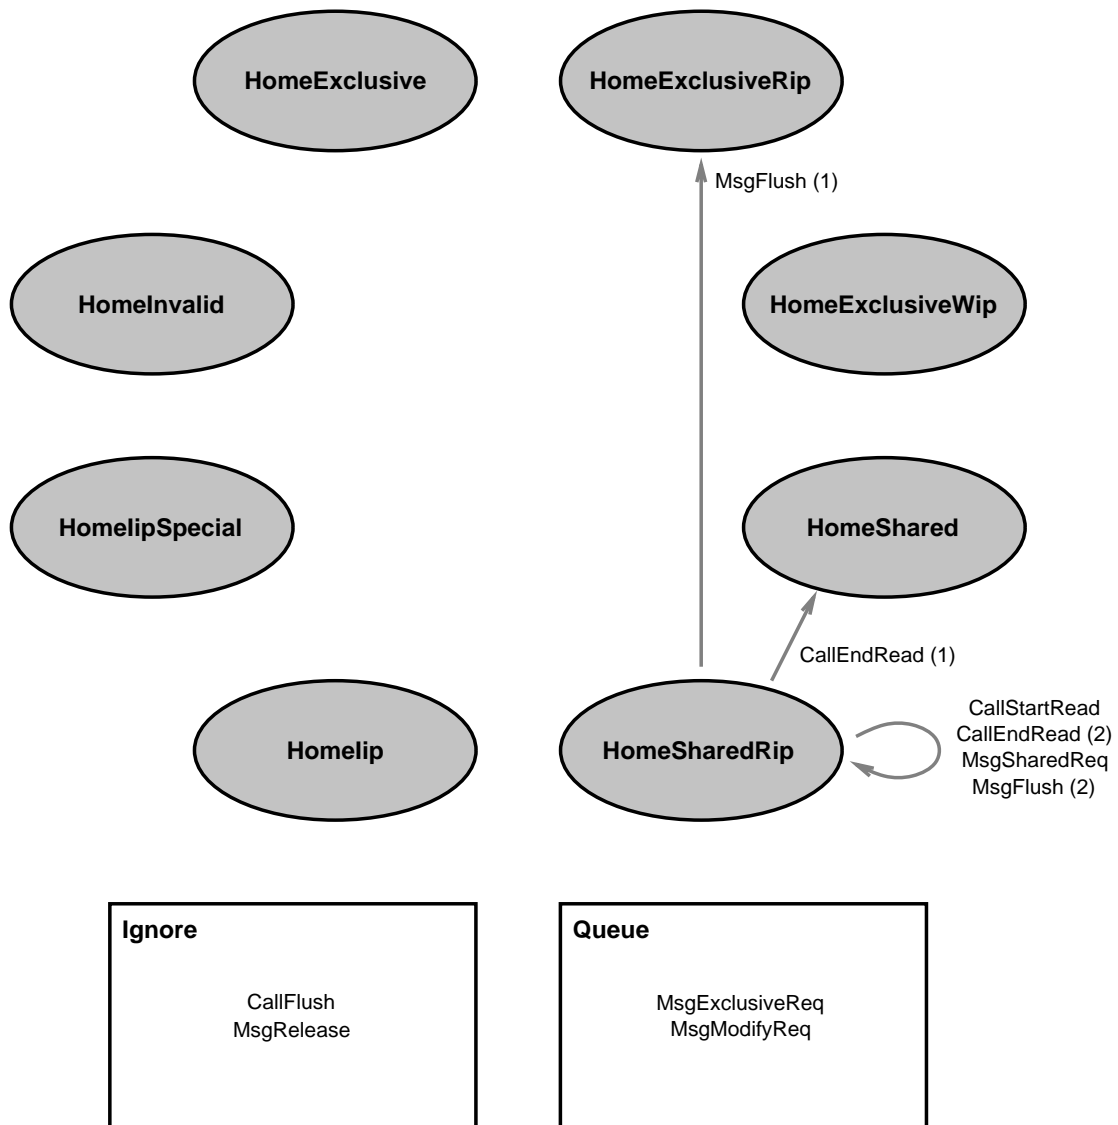 HomeExclusive
HomeExclusiveRip
MsgFlush (1)
HomeInvalid
HomeExclusiveWip
HomeIipSpecial
HomeShared
CallEndRead (1)
HomeIip
HomeSharedRip
CallStartRead
CallEndRead (2)
MsgSharedReq
MsgFlush (2)
Ignore
CallFlush
MsgRelease
Queue
MsgExclusiveReq
MsgModifyReq